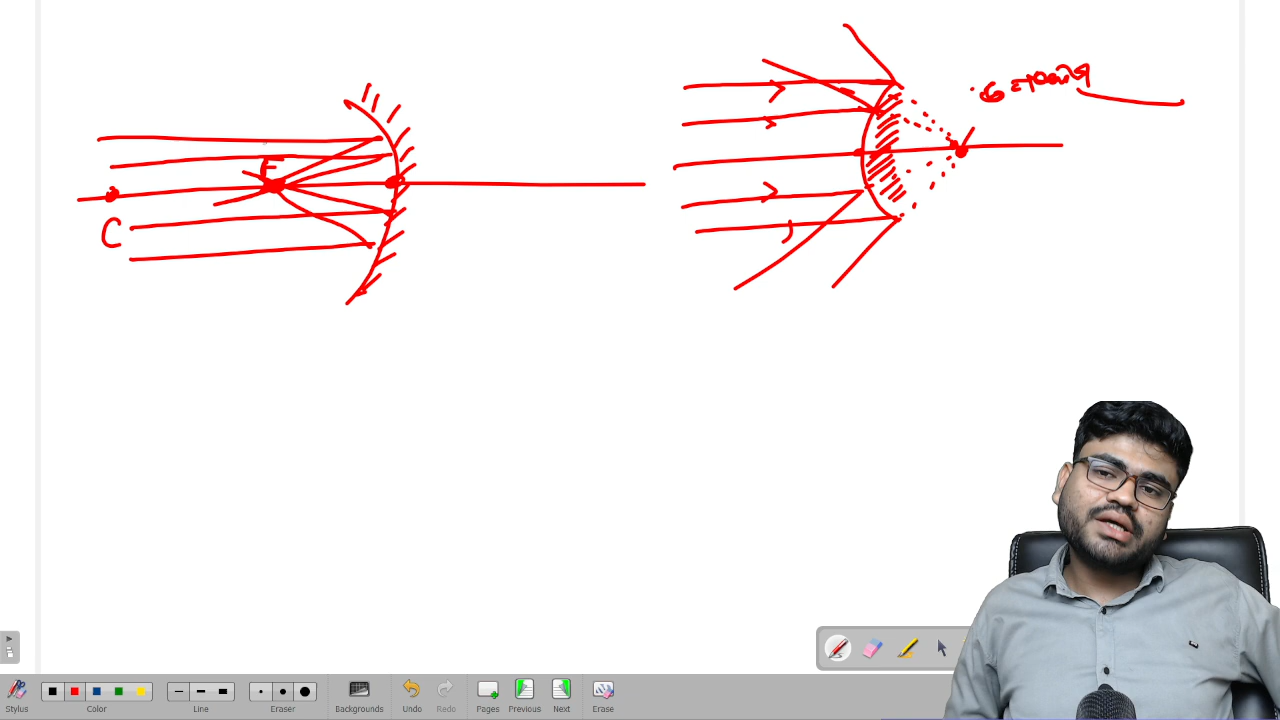 F
C
Stylus
Color
Line
Eraser
Backgrounds
Undo
Redo
Pages
Previous
Next
Erase